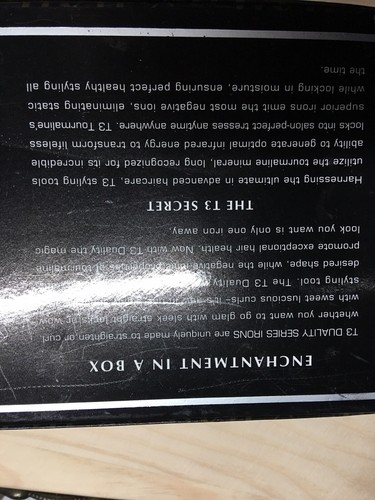 ENCHANTMENT IN A BOX
T3 DUALITY SERIES IRONS are uniquely made to straighten or curl,
whether you want to go glam with sleek straight
with sweet luscious curls- it's
styling tool. The T3 Duality
desired shape, while the negative of tourmaline
promote exceptional hair health. Now with T3 Duality the magic
look you want is only one iron away.
THE T3 SECRET
Harnessing the ultimate in advanced haircare, T3 styling tools
utilize the tourmaline mineral, long recognized for its incredible
ability to generate optimal infrared energy to transform lifeless
locks into salon-perfect tresses anytime anywhere. T3 Tourmaline's
superior irons emit the most negative ions, eliminating static
while locking in moisture, ensuring perfect healthy styling all
the time.